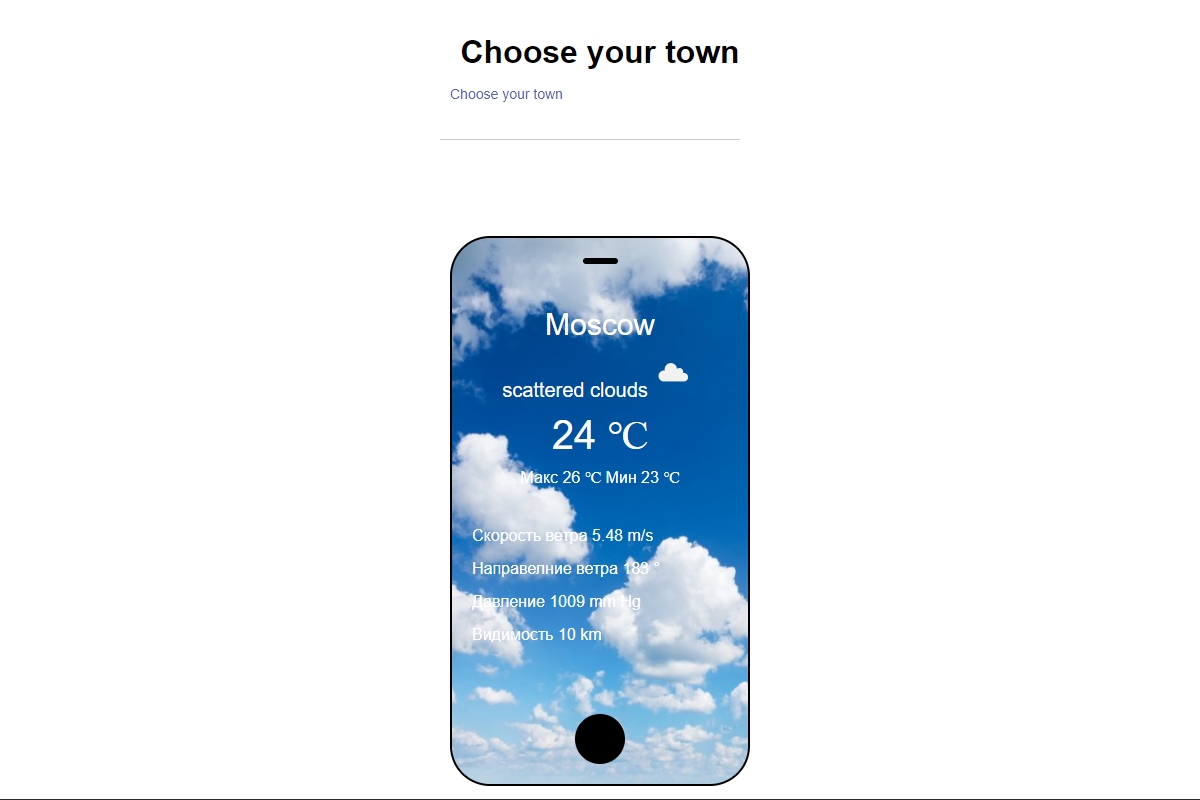 Choose your town
Choose your town
Moscow
scattered clouds
24 ℃
Макс 26 ℃ Мин 23 ℃
Скорость ветра 5.48 m/s
Направелние ветра 183 °
Давление 1009 mm Hg
Видимость 10 km